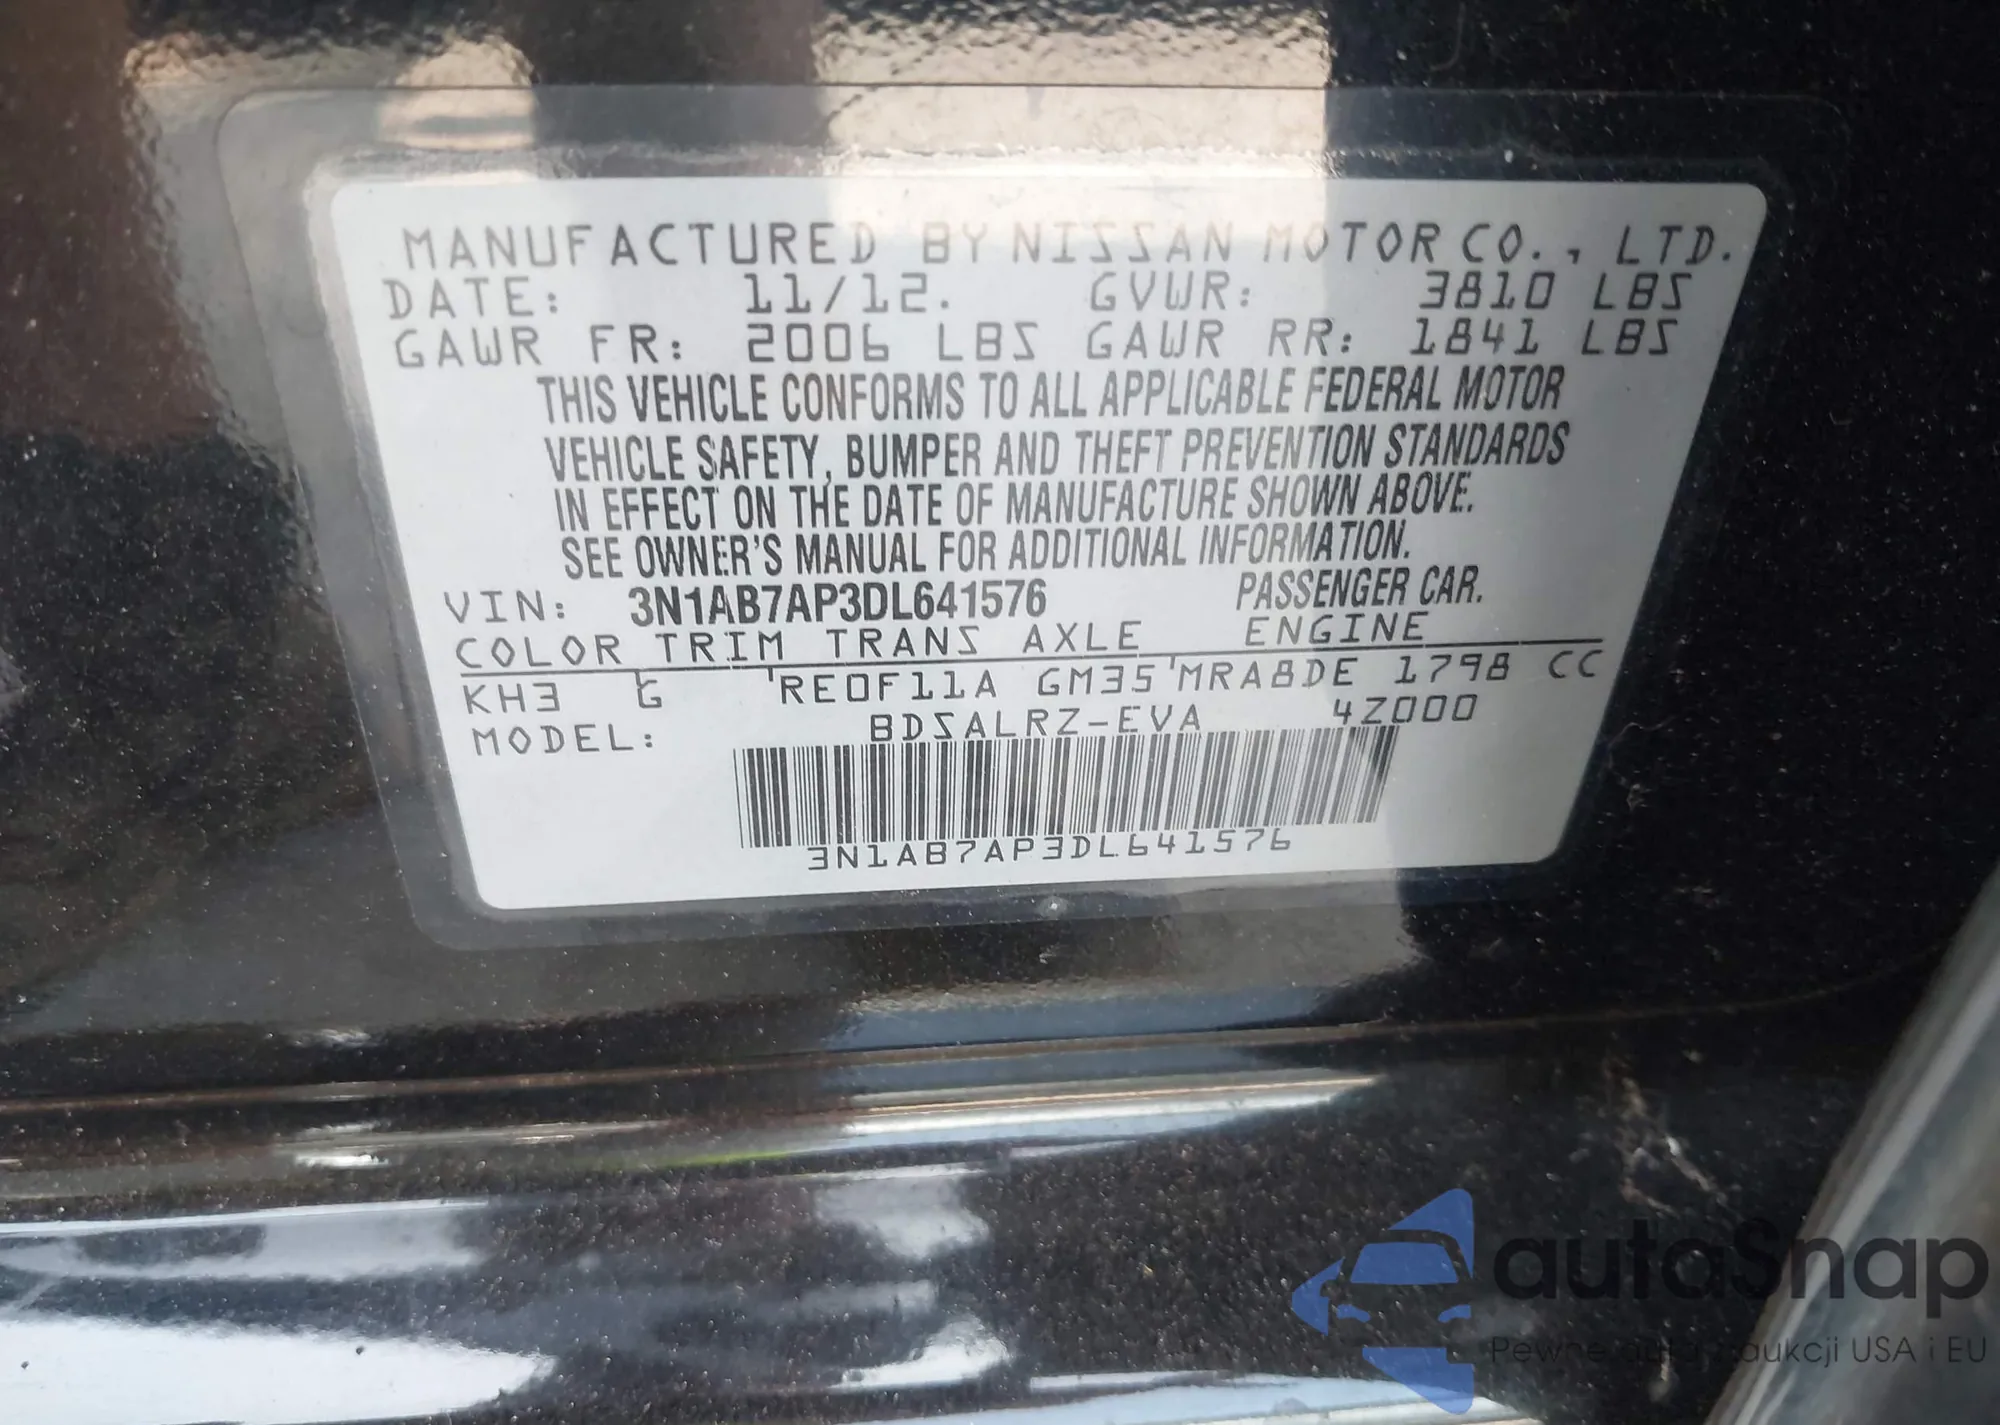 MANUFACTURED BY NISSAN MOTOR CO., LTD.
DATE: 11/12. GVWR: 3810 LBS
GAWR FR: 2006 LBS GAWR RR: 1841 LBS
THIS VEHICLE CONFORMS TO ALL APPLICABLE FEDERAL MOTOR
VEHICLE SAFETY, BUMPER AND THEFT PREVENTION STANDARDS
IN EFFECT ON THE DATE OF MANUFACTURE SHOWN ABOVE.
SEE OWNER'S MANUAL FOR ADDITIONAL INFORMATION.
VIN: 3N1AB7AP3DL641576 PASSENGER CAR.
COLOR TRIM TRANS AXLE ENGINE
KH3 G RE0F11A GM35 MRA8DE 1798 CC
MODEL: BDSALRZ-EVA 4Z000
3N1AB7AP3DL641576
autaSnap
Pewne auta z aukcji USA i EU